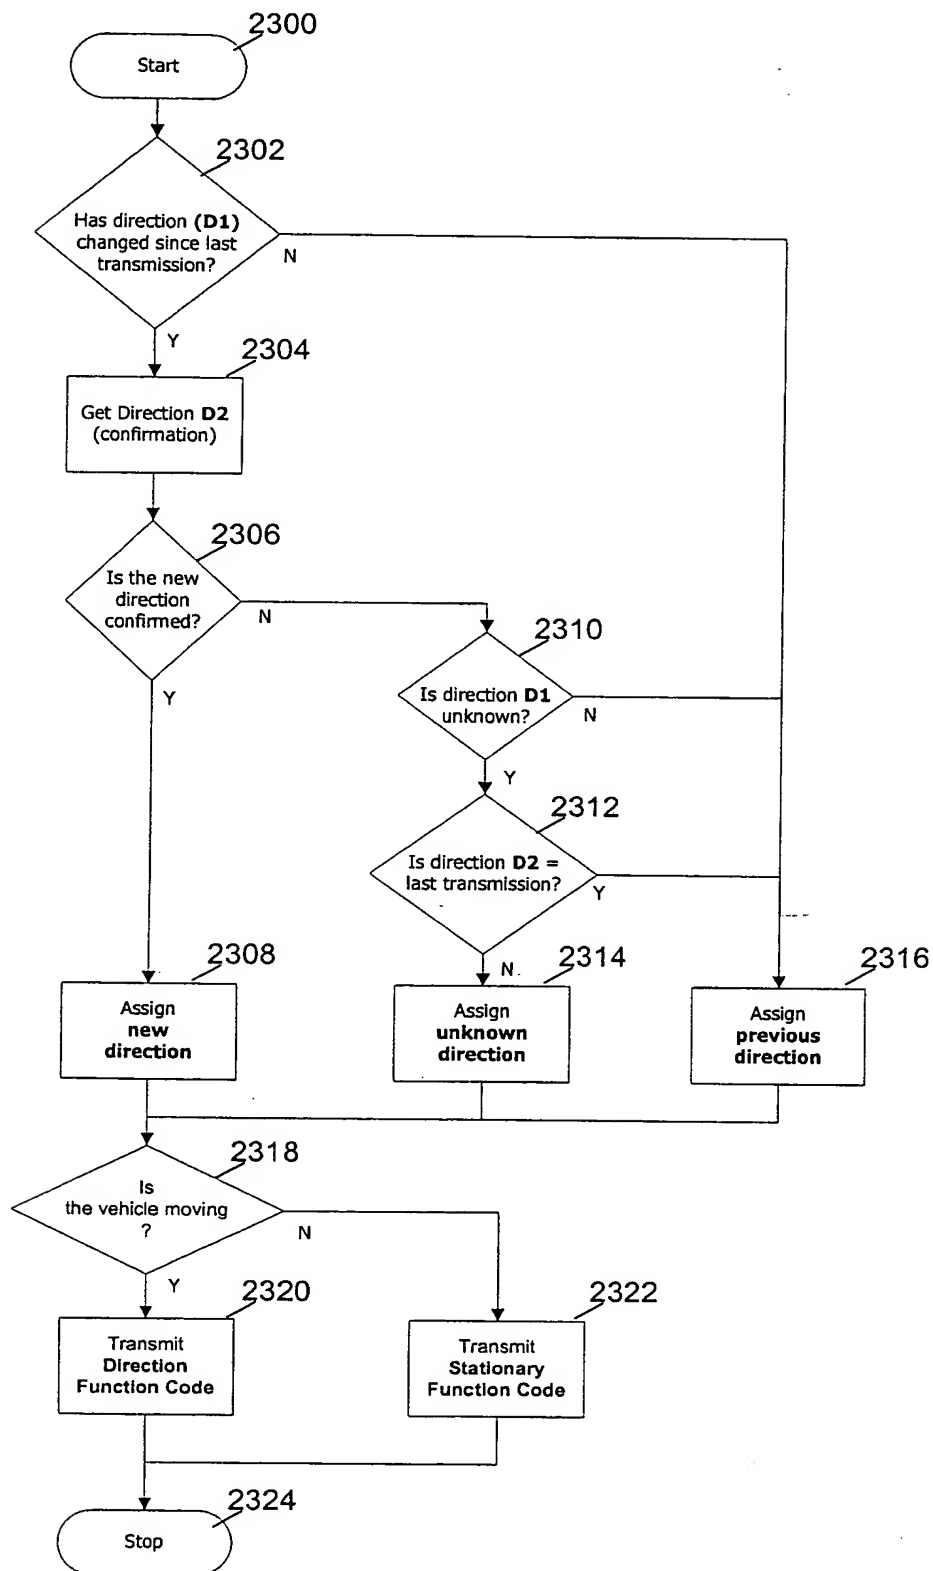 2300
Start
2302
Has direction (D1)
changed since last
transmission?
N
Y
2304
Get Direction D2
(confirmation)
2306
Is the new
direction
confirmed?
N
Y
2310
Is direction D1
unknown?
N
Y
2312
Is direction D2 =
last transmission?
Y
N
2308
Assign
new
direction
2314
Assign
unknown
direction
2316
Assign
previous
direction
2318
Is
the vehicle moving
?
N
Y
2320
Transmit
Direction
Function Code
2322
Transmit
Stationary
Function Code
2324
Stop